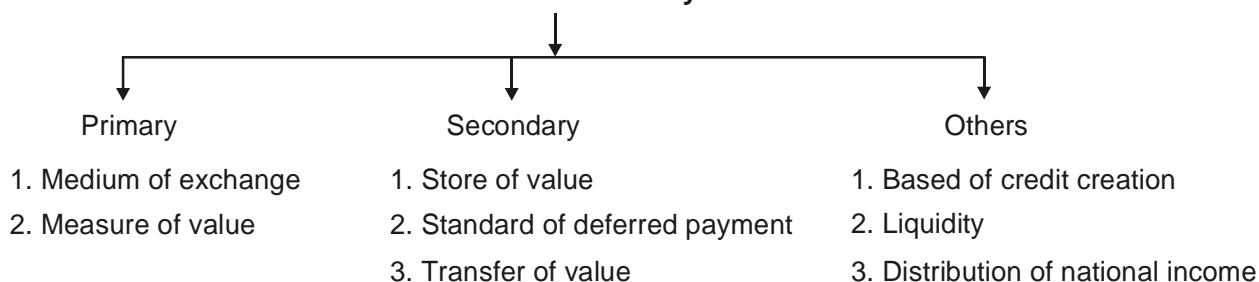 Primary Secondary Others
1. Medium of exchange 1. Store of value 1. Based of credit creation
2. Measure of value 2. Standard of deferred payment 2. Liquidity
3. Transfer of value 3. Distribution of national income